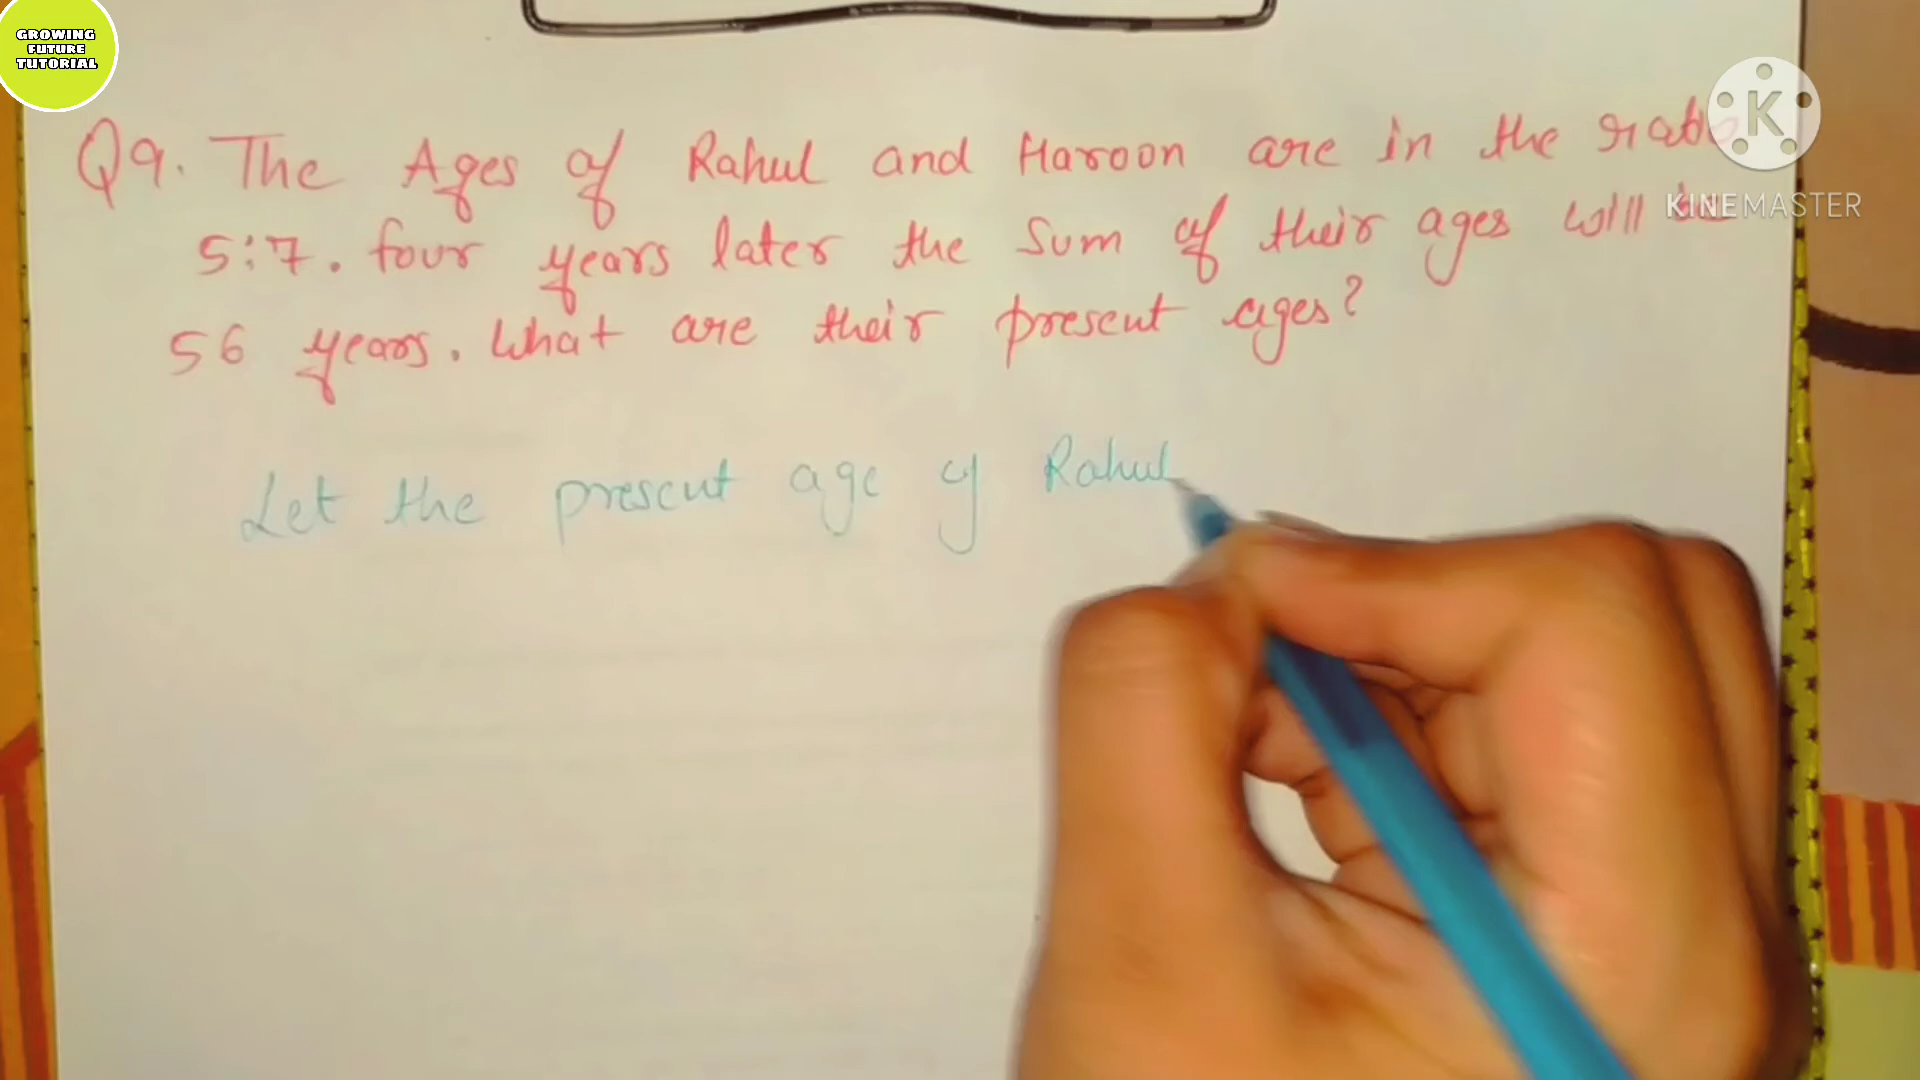 GROWING
FUTURE
TUTORIAL
Q9. The Ages of Rahul and Haroon are in the ratio
5:7. four years later the Sum of their ages will be
56 years. What are their present ages?
Let the present age of Rahul
K
KINEMASTER